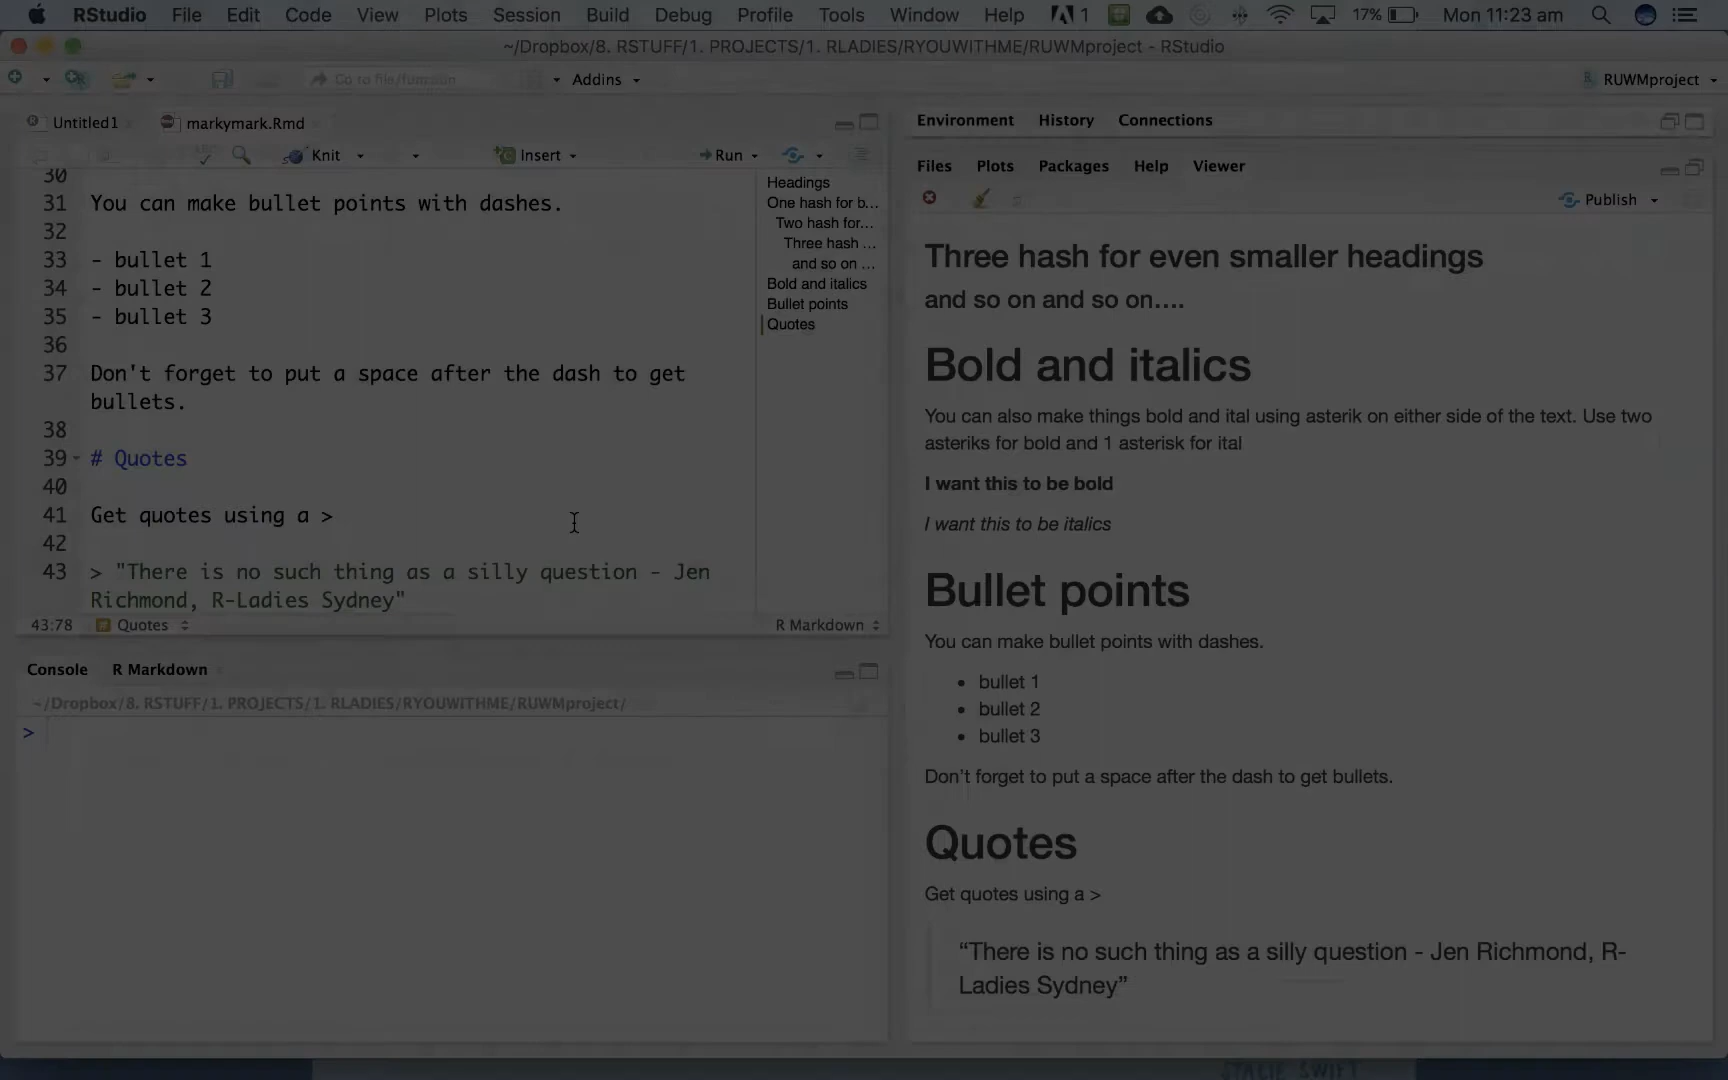 RStudio File Edit Code View Plots Session Build Debug Profile Tools Window Help 1 17% Mon 11:23 am
~/Dropbox/8. RSTUFF/1. PROJECTS/1. RLADIES/RYOUWITHME/RUWMproject - RStudio
Go to file/function Addins RUWMproject
Untitled1 markymark.Rmd
Knit Insert Run
30
31 You can make bullet points with dashes.
32
33 - bullet 1
34 - bullet 2
35 - bullet 3
36
37 Don't forget to put a space after the dash to get
bullets.
38
39 # Quotes
40
41 Get quotes using a >
42
43 > "There is no such thing as a silly question - Jen
Richmond, R-Ladies Sydney"
43:78 Quotes R Markdown
Headings
One hash for b...
Two hash for...
Three hash ...
and so on ...
Bold and italics
Bullet points
Quotes
Console R Markdown
~/Dropbox/8. RSTUFF/1. PROJECTS/1. RLADIES/RYOUWITHME/RUWMproject/
>
Environment History Connections
Files Plots Packages Help Viewer
Publish
Three hash for even smaller headings
and so on and so on….
Bold and italics
You can also make things bold and ital using asterik on either side of the text. Use two
asteriks for bold and 1 asterisk for ital
I want this to be bold
I want this to be italics
Bullet points
You can make bullet points with dashes.
• bullet 1
• bullet 2
• bullet 3
Don’t forget to put a space after the dash to get bullets.
Quotes
Get quotes using a >
“There is no such thing as a silly question - Jen Richmond, R-
Ladies Sydney”